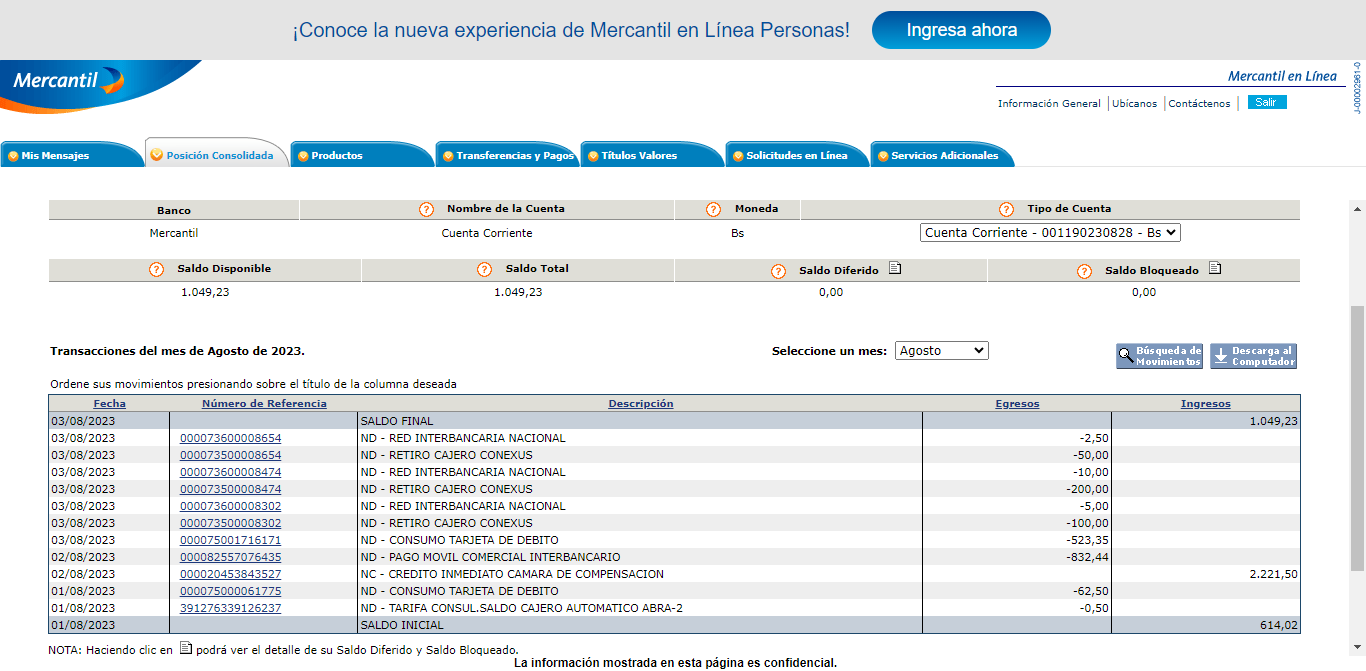 ¡Conoce la nueva experiencia de Mercantil en Línea Personas! Ingresa ahora
Mercantil
Mercantil en Línea
J-00002961-0
Información General Ubícanos Contáctenos Salir
Mis Mensajes Posición Consolidada Productos Transferencias y Pagos Títulos Valores Solicitudes en Línea Servicios Adicionales
Banco ? Nombre de la Cuenta ? Moneda ? Tipo de Cuenta
Mercantil Cuenta Corriente Bs Cuenta Corriente - 001190230828 - Bs
? Saldo Disponible ? Saldo Total ? Saldo Diferido ? Saldo Bloqueado
1.049,23 1.049,23 0,00 0,00
Transacciones del mes de Agosto de 2023. Seleccione un mes: Agosto Búsqueda de Movimientos Descarga al Computador
Ordene sus movimientos presionando sobre el título de la columna deseada
Fecha Número de Referencia Descripción Egresos Ingresos
03/08/2023 SALDO FINAL 1.049,23
03/08/2023 000073600008654 ND - RED INTERBANCARIA NACIONAL -2,50
03/08/2023 000073500008654 ND - RETIRO CAJERO CONEXUS -50,00
03/08/2023 000073600008474 ND - RED INTERBANCARIA NACIONAL -10,00
03/08/2023 000073500008474 ND - RETIRO CAJERO CONEXUS -200,00
03/08/2023 000073600008302 ND - RED INTERBANCARIA NACIONAL -5,00
03/08/2023 000073500008302 ND - RETIRO CAJERO CONEXUS -100,00
03/08/2023 000075001716171 ND - CONSUMO TARJETA DE DEBITO -523,35
02/08/2023 000082557076435 ND - PAGO MOVIL COMERCIAL INTERBANCARIO -832,44
02/08/2023 000020453843527 NC - CREDITO INMEDIATO CAMARA DE COMPENSACION 2.221,50
01/08/2023 000075000061775 ND - CONSUMO TARJETA DE DEBITO -62,50
01/08/2023 391276339126237 ND - TARIFA CONSUL.SALDO CAJERO AUTOMATICO ABRA-2 -0,50
01/08/2023 SALDO INICIAL 614,02
NOTA: Haciendo clic en podrá ver el detalle de su Saldo Diferido y Saldo Bloqueado.
La información mostrada en esta página es confidencial.